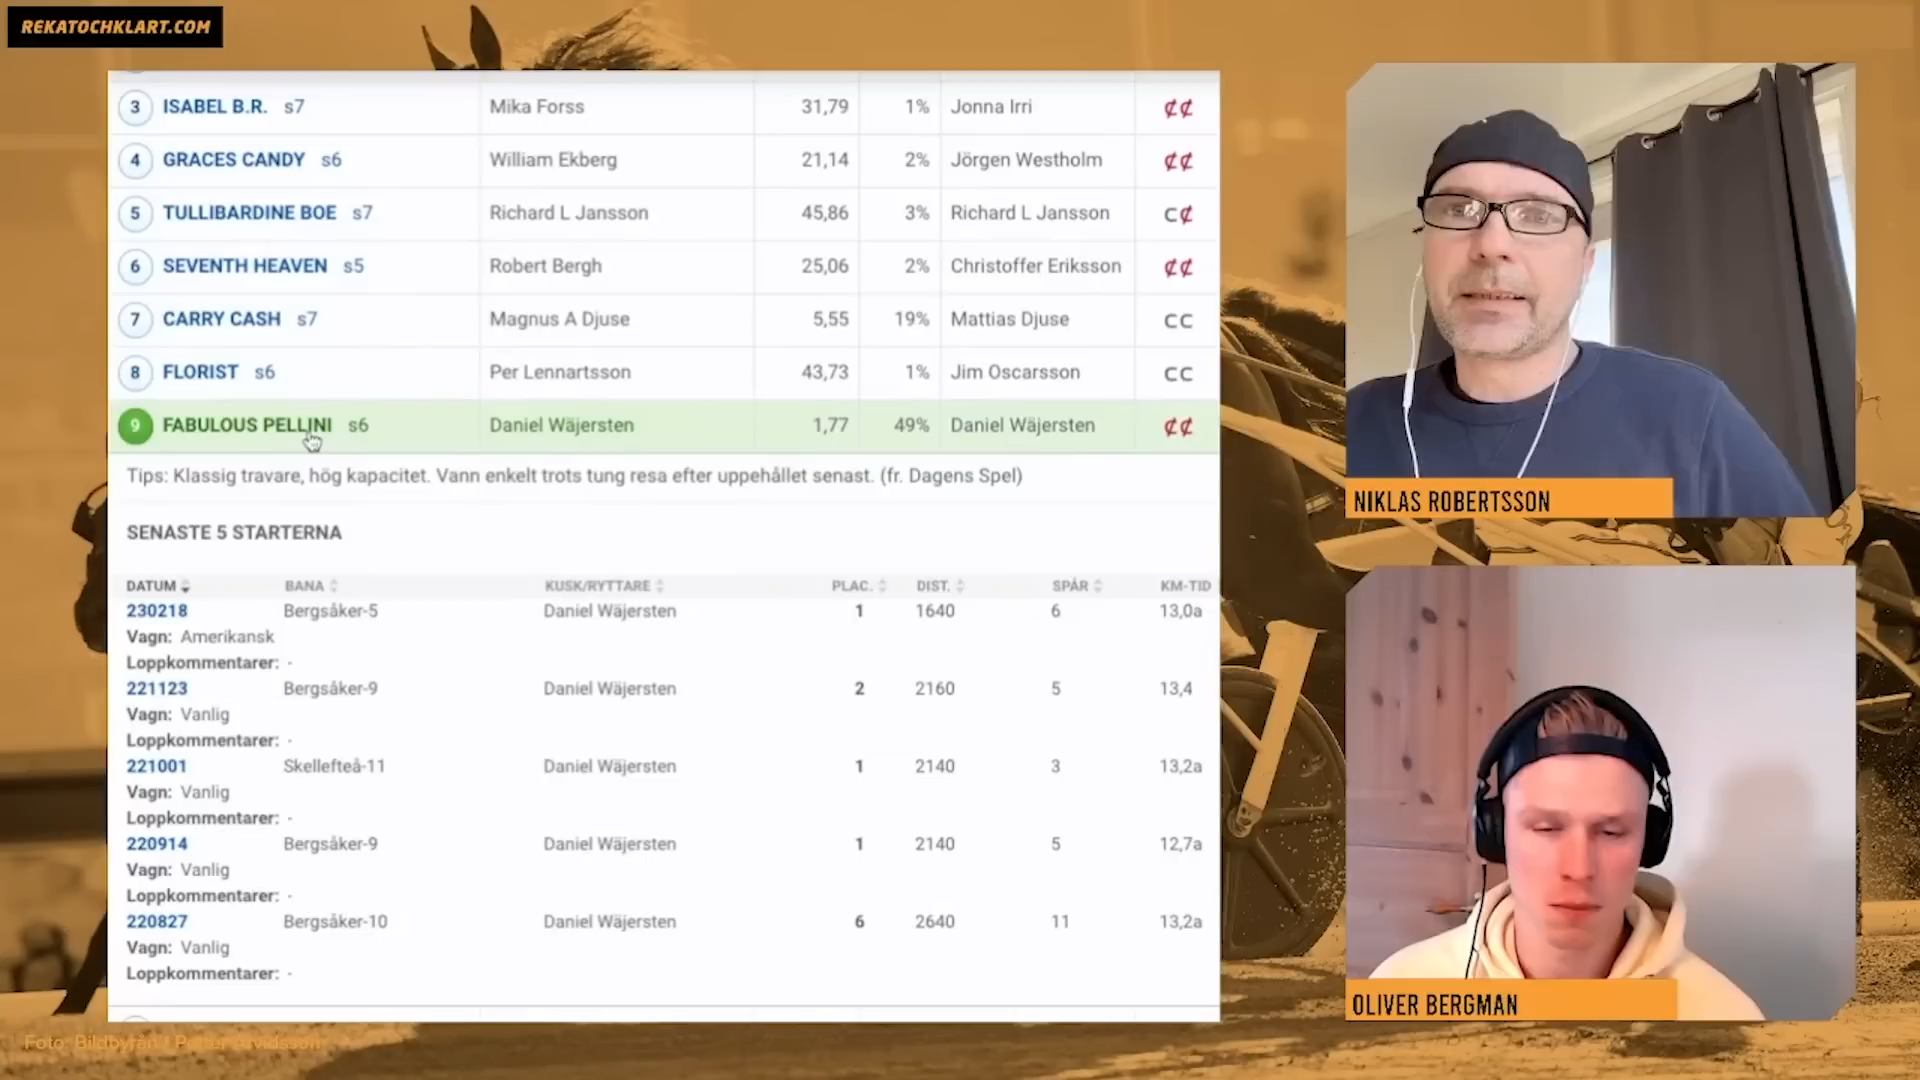 REKATOCHKLART.COM
3 ISABEL B.R. s7 Mika Forss 31,79 1% Jonna Irri ȼȼ
4 GRACES CANDY s6 William Ekberg 21,14 2% Jörgen Westholm ȼȼ
5 TULLIBARDINE BOE s7 Richard L Jansson 45,86 3% Richard L Jansson Cȼ
6 SEVENTH HEAVEN s5 Robert Bergh 25,06 2% Christoffer Eriksson ȼȼ
7 CARRY CASH s7 Magnus A Djuse 5,55 19% Mattias Djuse CC
8 FLORIST s6 Per Lennartsson 43,73 1% Jim Oscarsson CC
9 FABULOUS PELLINI s6 Daniel Wäjersten 1,77 49% Daniel Wäjersten ȼȼ
Tips: Klassig travare, hög kapacitet. Vann enkelt trots tung resa efter uppehållet senast. (fr. Dagens Spel)
SENASTE 5 STARTERNA
DATUM BANA KUSK/RYTTARE PLAC. DIST. SPÅR KM-TID
230218 Bergsåker-5 Daniel Wäjersten 1 1640 6 13,0a
Vagn: Amerikansk
Loppkommentarer: -
221123 Bergsåker-9 Daniel Wäjersten 2 2160 5 13,4
Vagn: Vanlig
Loppkommentarer: -
221001 Skellefteå-11 Daniel Wäjersten 1 2140 3 13,2a
Vagn: Vanlig
Loppkommentarer: -
220914 Bergsåker-9 Daniel Wäjersten 1 2140 5 12,7a
Vagn: Vanlig
Loppkommentarer: -
220827 Bergsåker-10 Daniel Wäjersten 6 2640 11 13,2a
Vagn: Vanlig
Loppkommentarer: -
NIKLAS ROBERTSSON
OLIVER BERGMAN
Foto: Bildbyrån / Petter Arvidsson